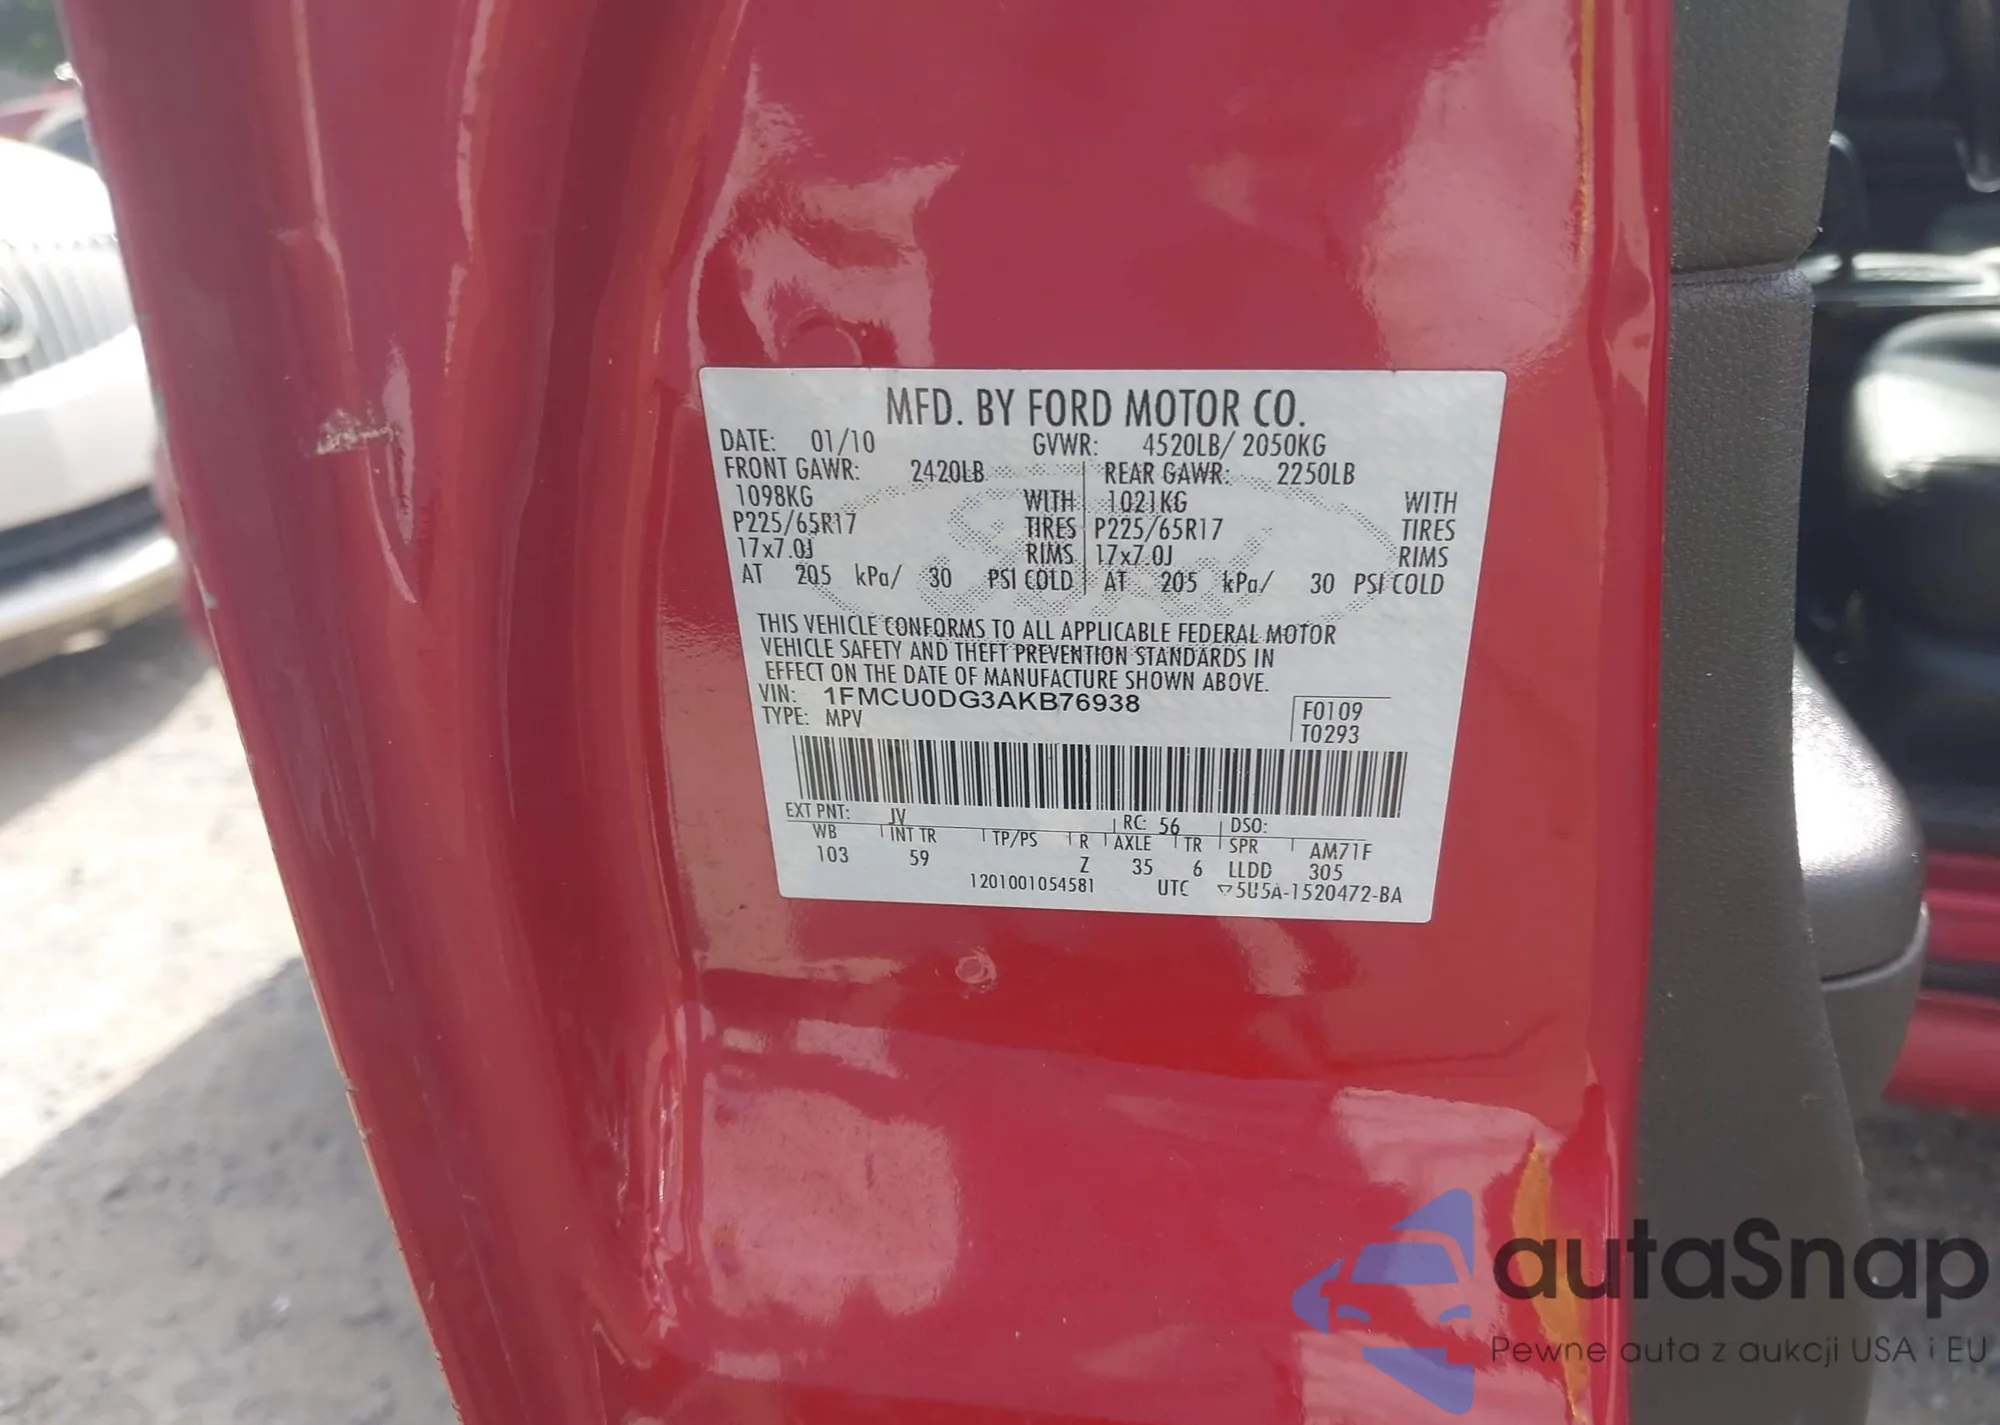 MFD. BY FORD MOTOR CO.
DATE: 01/10 GVWR: 4520LB/ 2050KG
FRONT GAWR: 2420LB REAR GAWR: 2250LB
1098KG WITH 1021KG WITH
P225/65R17 TIRES P225/65R17 TIRES
17x7.0J RIMS 17x7.0J RIMS
AT 205 kPa/ 30 PSI COLD AT 205 kPa/ 30 PSI COLD
THIS VEHICLE CONFORMS TO ALL APPLICABLE FEDERAL MOTOR
VEHICLE SAFETY AND THEFT PREVENTION STANDARDS IN
EFFECT ON THE DATE OF MANUFACTURE SHOWN ABOVE.
VIN: 1FMCU0DG3AKB76938
TYPE: MPV
F0109
T0293
EXT PNT: JV RC: 56 DSO:
WB INT TR TP/PS R AXLE TR SPR AM71F
103 59 Z 35 6 LLDD 305
1201001054581 UTC ▽5U5A-1520472-BA
autaSnap
Pewne auta z aukcji USA i EU